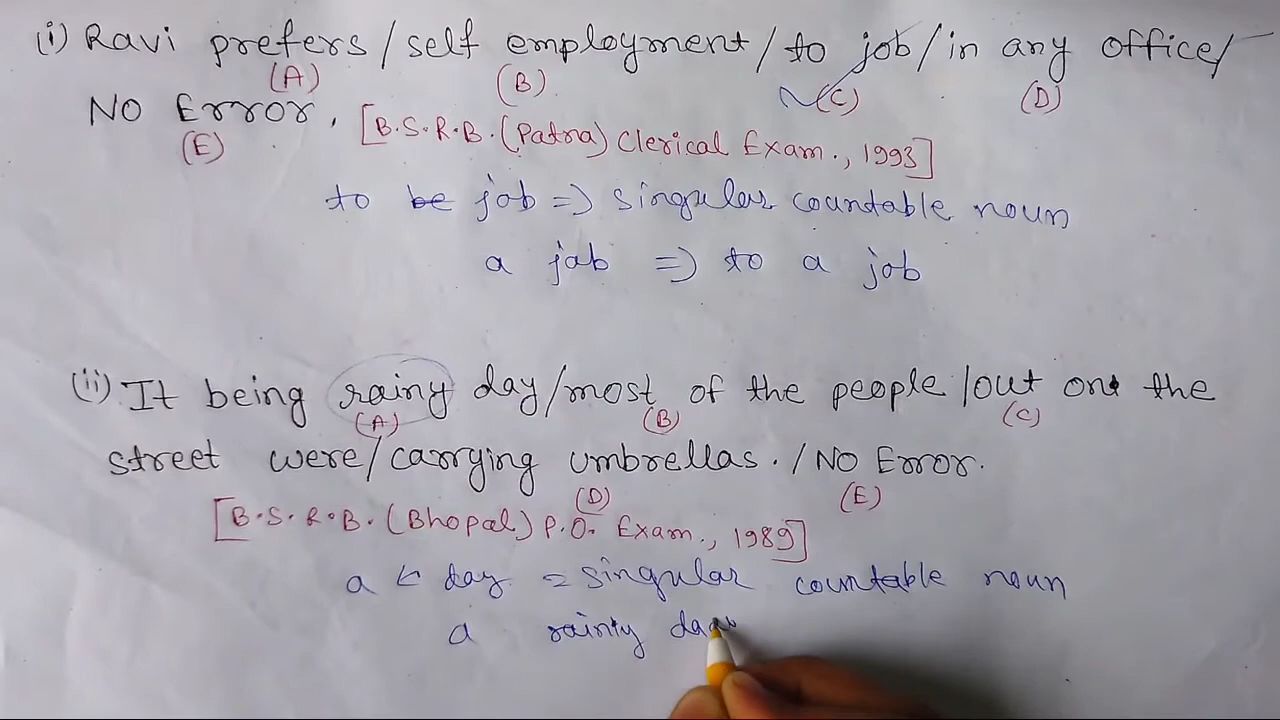 (i) Ravi prefers / self employment / to job / in any office /
(A) (B) (C) (D)
NO Error. [B.S.R.B. (Patna) Clerical Exam., 1993]
(E)
to be job => singular countable noun
a jab => to a job
(ii) It being rainy day / most of the people / out on the
(A) (B) (C)
street were / carrying umbrellas. / NO Error.
(D) (E)
[B.S.R.B. (Bhopal) P.O. Exam., 1989]
a ← day = singular countable noun
a rainy day